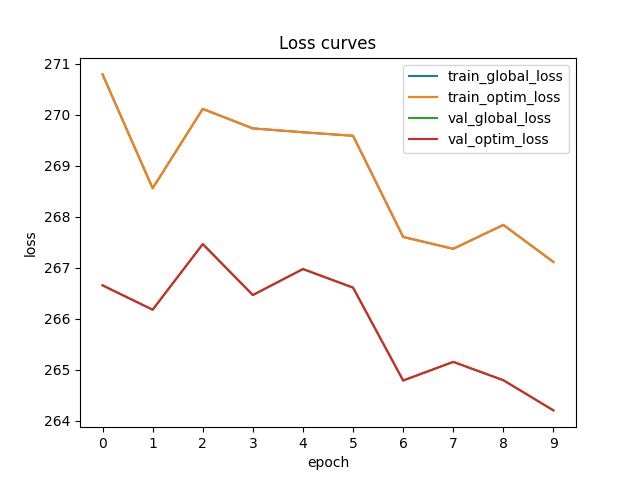 Loss curves
271
270
269
268
267
266
265
264
loss
train_global_loss
train_optim_loss
val_global_loss
val_optim_loss
0 1 2 3 4 5 6 7 8 9
epoch